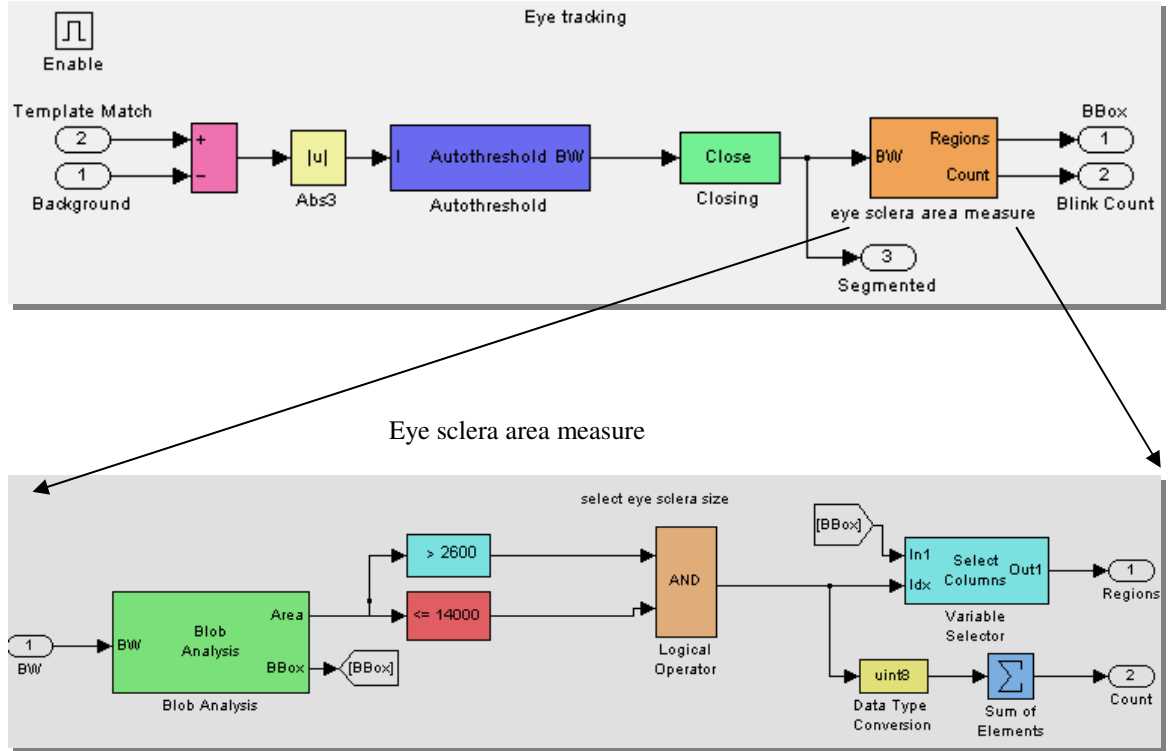 Eye tracking
Enable
Template Match
2
1
Background
+
−
|u|
Abs3
I Autothreshold BW
Autothreshold
Close
Closing
BW
Regions
Count
eye sclera area measure
BBox
1
2
Blink Count
3
Segmented
Eye sclera area measure
select eye sclera size
1
BW
BW
Blob
Analysis
Area
BBox
Blob Analysis
[BBox]
> 2600
<= 14000
AND
Logical
Operator
[BBox]
In1
Idx
Select
Columns
Out1
Variable
Selector
1
Regions
uint8
Data Type
Conversion
Σ
Sum of
Elements
2
Count